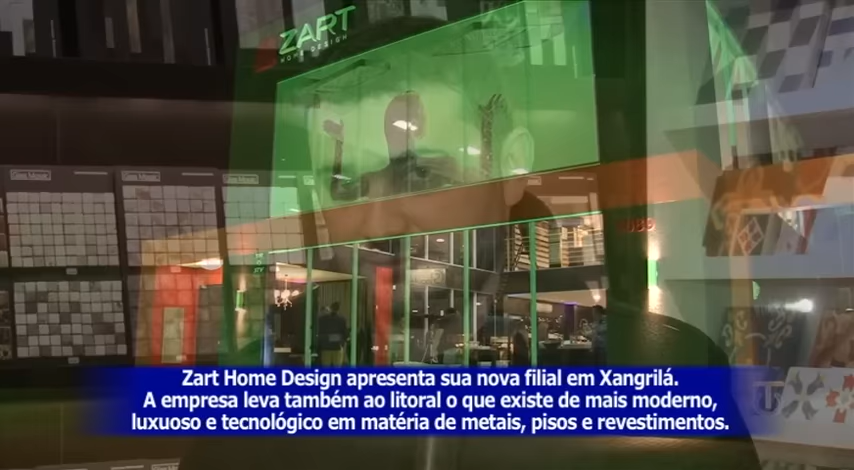 ZART
HOME DESIGN
Zart Home Design apresenta sua nova filial em Xangrilá.
A empresa leva também ao litoral o que existe de mais moderno,
luxuoso e tecnológico em matéria de metais, pisos e revestimentos.